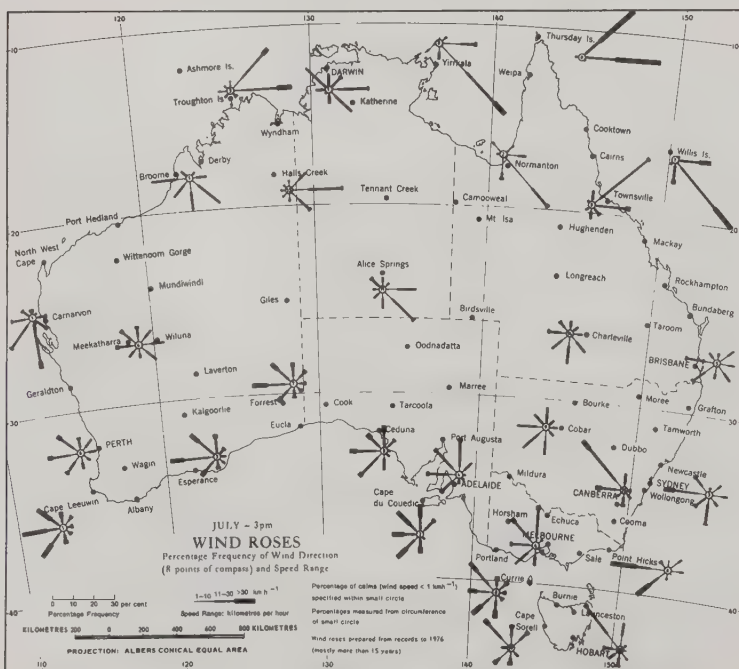 120
130
140
150
10
Thursday Is.
Ashmore Is.
DARWIN
Yirrkala
Weipa
Troughton Is.
Katherine
Wyndham
Cooktown
Derby
Broome
Halls Creek
Normanton
Cairns
Willis Is.
Tennant Creek
Camooweal
Townsville
Port Hedland
Mt Isa
Hughenden
20
20
North West
Cape
Wittenoom Gorge
Mackay
Mundiwindi
Alice Springs
Longreach
Rockhampton
Giles
Bundaberg
Carnarvon
Birdsville
Meekatharra
Wiluna
Charleville
Taroom
Oodnadatta
BRISBANE
Laverton
Geraldton
Marree
Forrest
Cook
Tarcoola
Bourke
Moree
Grafton
Kalgoorlie
30
Eucla
Ceduna
Cobar
Tamworth
PERTH
Port Augusta
Dubbo
Wagin
Esperance
Mildura
Newcastle
Cape Leeuwin
Albany
ADELAIDE
CANBERRA
SYDNEY
Wollongong
Cape
du Couedic
Horsham
Echuca
Cooma
JULY – 3pm
WIND ROSES
Percentage Frequency of Wind Direction
(8 points of compass) and Speed Range
MELBOURNE
Portland
Sale
Point Hicks
0 10 20 30 per cent
Percentage Frequency
1–10 11–30 >30 km h⁻¹
Speed Range: kilometres per hour
Percentage of calms (wind speed < 1 kmh⁻¹)
specified within small circle
Percentages measured from circumference
of small circle
Wind roses prepared from records to 1976
(mostly more than 15 years)
Currie
Burnie
Launceston
Cape
Sorell
HOBART
40
40
KILOMETRES 200 0 200 400 600 800 KILOMETRES
PROJECTION: ALBERS CONICAL EQUAL AREA
130
140
150